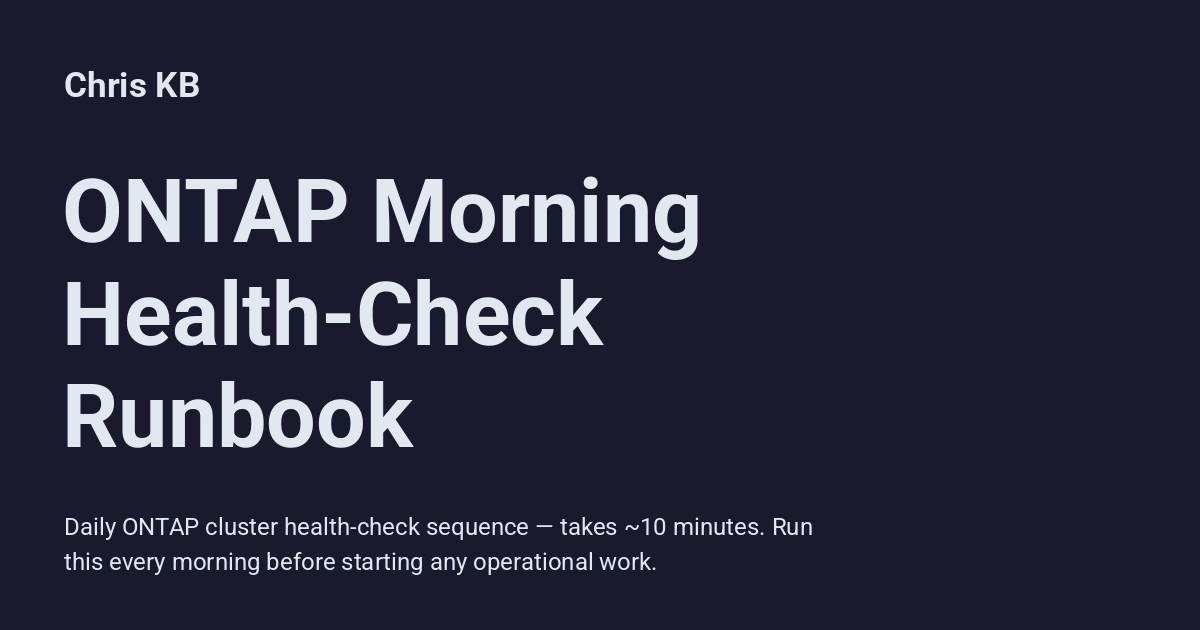 Chris KB
ONTAP Morning
Health-Check
Runbook
Daily ONTAP cluster health-check sequence — takes ~10 minutes. Run
this every morning before starting any operational work.